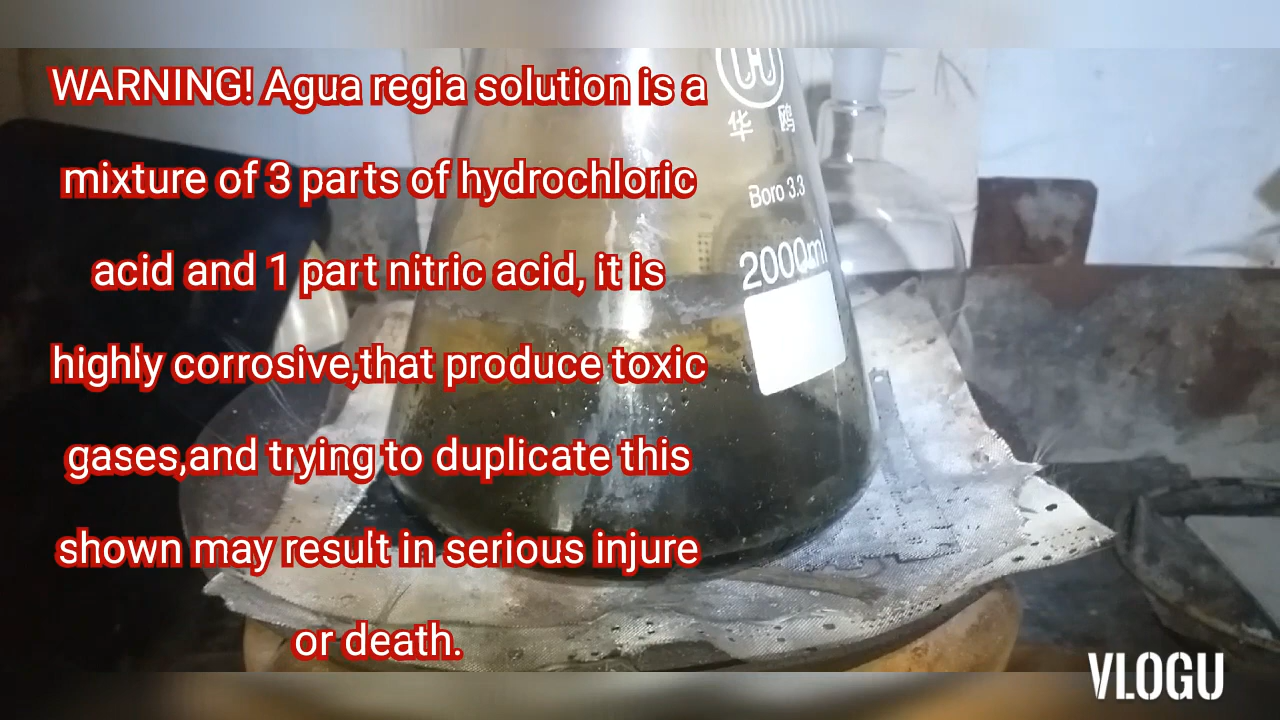 WARNING! Agua regia solution is a
mixture of 3 parts of hydrochloric
acid and 1 part nitric acid, it is
highly corrosive,that produce toxic
gases,and trying to duplicate this
shown may result in serious injure
or death.
华 鸥
Boro 3.3
2000ml
VLOGU